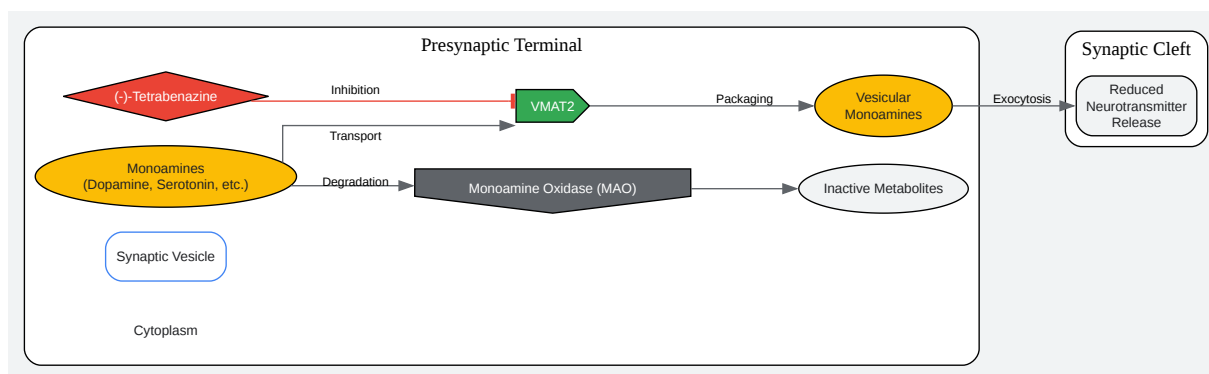 Presynaptic Terminal
Synaptic Cleft
(-)-Tetrabenazine
Inhibition
VMAT2
Packaging
Vesicular
Monoamines
Exocytosis
Reduced
Neurotransmitter
Release
Transport
Monoamines
(Dopamine, Serotonin, etc.)
Degradation
Monoamine Oxidase (MAO)
Inactive Metabolites
Synaptic Vesicle
Cytoplasm